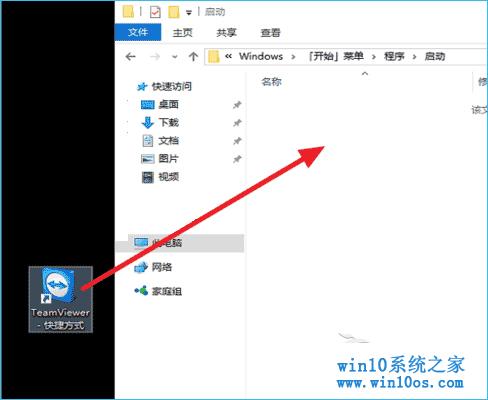 启动
文件 主页 共享 查看
« Windows › 「开始」菜单 › 程序 › 启动
名称
快速访问
桌面
下载
文档
图片
视频
此电脑
网络
家庭组
TeamViewer
- 快捷方式
win10系统之家
www.win10os.com